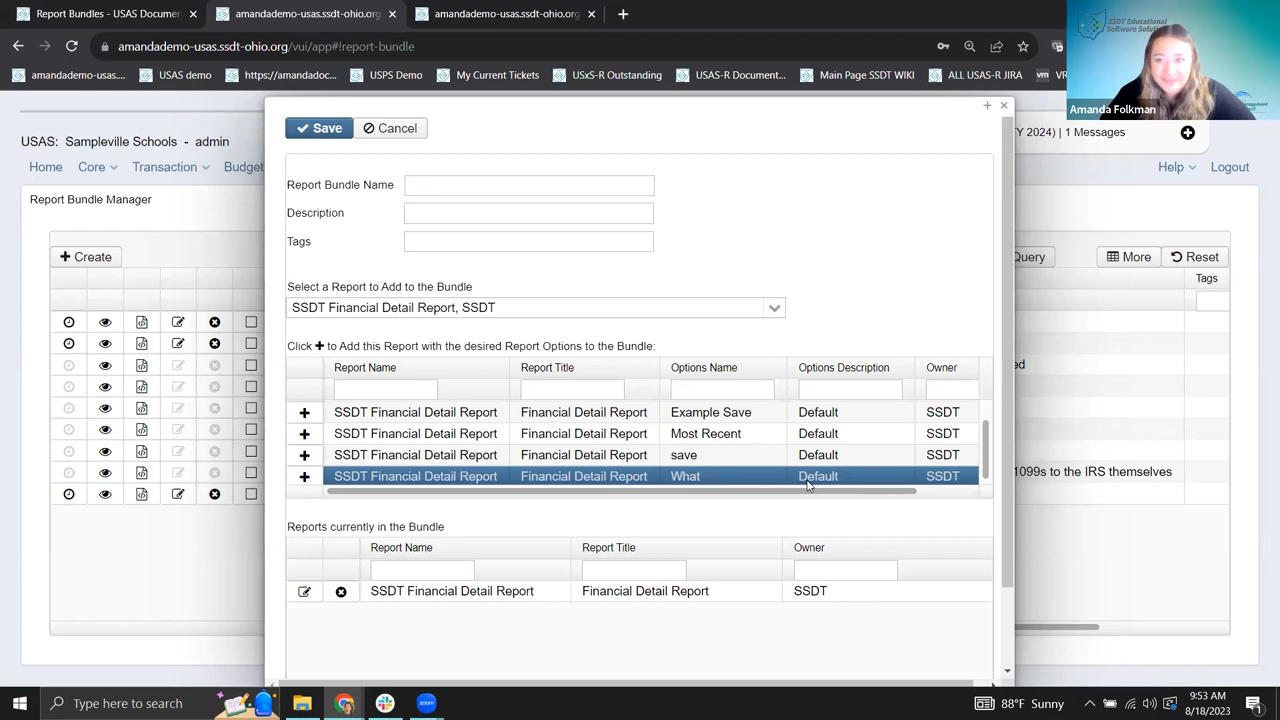 Report Bundles - USAS Document
amandademo-usas.ssdt-ohio.org/
amandademo-usas.ssdt-ohio.org/
amandademo-usas.ssdt-ohio.org/vui/app#!report-bundle
amandademo-usas....
USAS demo
https://amandadoc...
USPS Demo
My Current Tickets
USxS-R Outstanding
USAS-R Document...
Main Page SSDT WIKI
ALL USAS-R JIRA
SSDT Educational
Software Solution
Amanda Folkman
USAS: Sampleville Schools - admin
Y 2024) | 1 Messages
Home
Core
Transaction
Budget
Help
Logout
Report Bundle Manager
Create
Query
More
Reset
Tags
ed
1099s to the IRS themselves
Save
Cancel
Report Bundle Name
Description
Tags
Select a Report to Add to the Bundle
SSDT Financial Detail Report, SSDT
Click + to Add this Report with the desired Report Options to the Bundle:
Report Name Report Title Options Name Options Description Owner
SSDT Financial Detail Report Financial Detail Report Example Save Default SSDT
SSDT Financial Detail Report Financial Detail Report Most Recent Default SSDT
SSDT Financial Detail Report Financial Detail Report save Default SSDT
SSDT Financial Detail Report Financial Detail Report What Default SSDT
Reports currently in the Bundle
Report Name Report Title Owner
SSDT Financial Detail Report Financial Detail Report SSDT
Type here to search
88°F Sunny
9:53 AM
8/18/2023
1